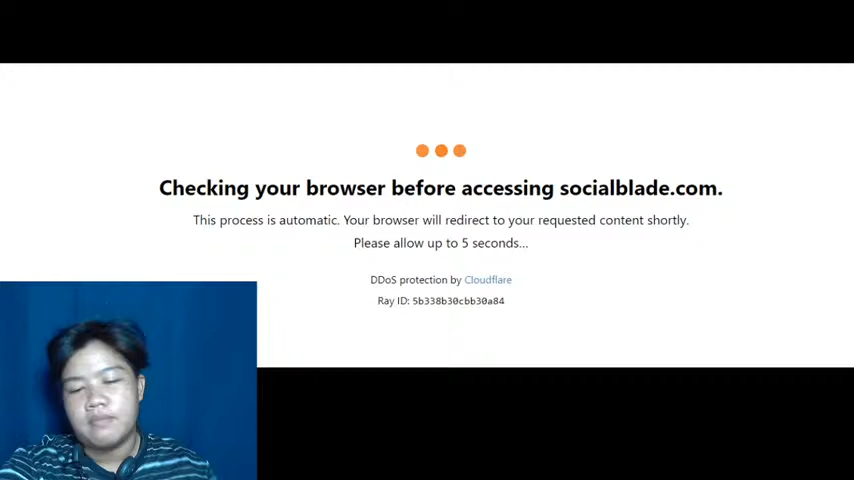 Checking your browser before accessing socialblade.com.
This process is automatic. Your browser will redirect to your requested content shortly.
Please allow up to 5 seconds...
DDoS protection by Cloudflare
Ray ID: 5b338b30cbb30a84